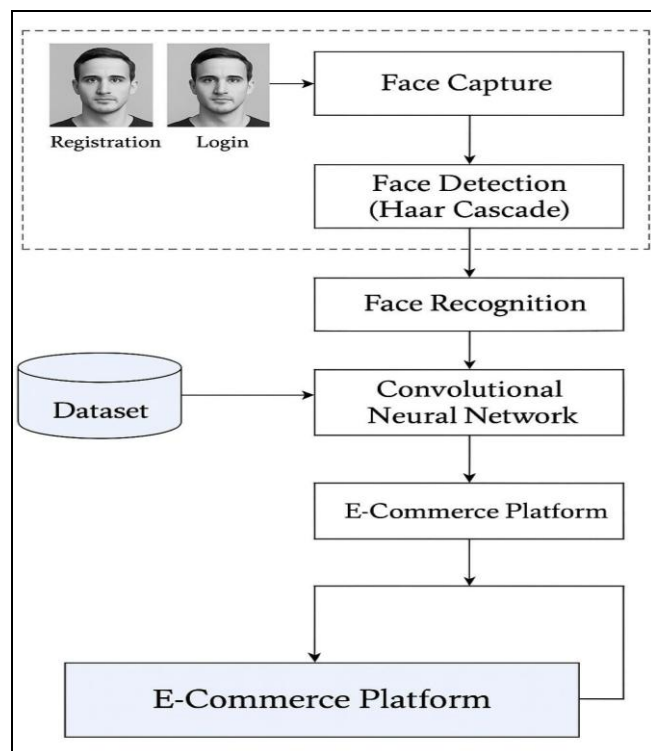 Registration
Login
Face Capture
Face Detection
(Haar Cascade)
Face Recognition
Dataset
Convolutional
Neural Network
E-Commerce Platform
E-Commerce Platform